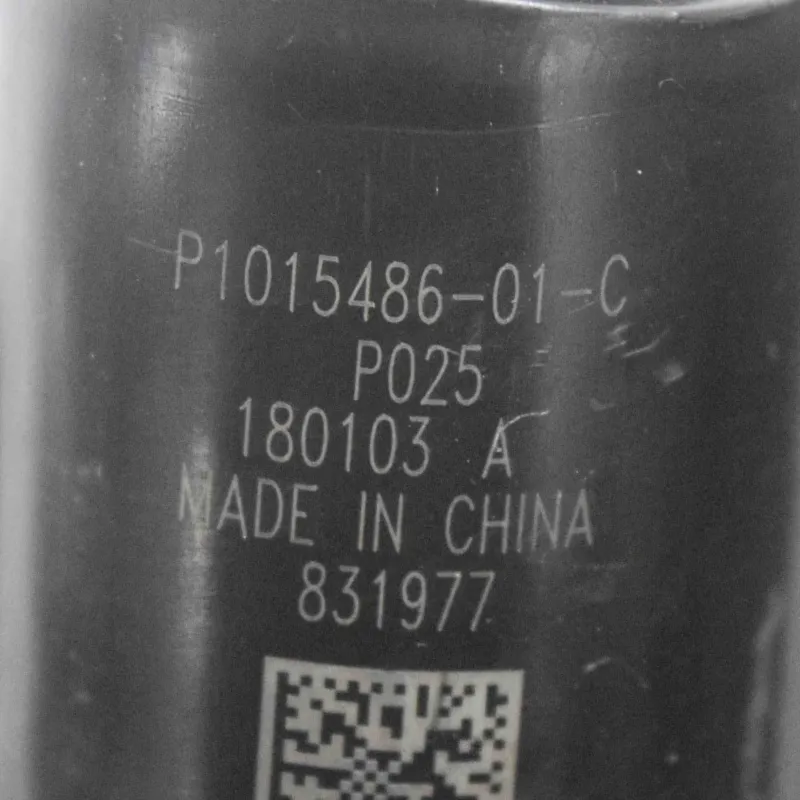 P1015486-01-C
P025
180103 A
MADE IN CHINA
831977